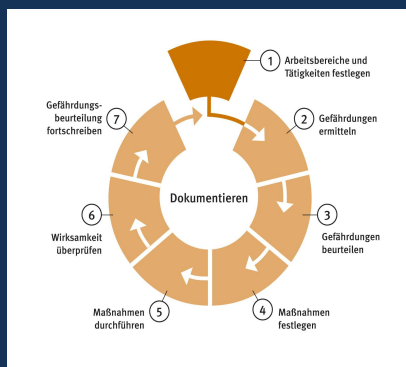 1
Arbeitsbereiche und
Tätigkeiten festlegen
2
Gefährdungen
ermitteln
3
Gefährdungen
beurteilen
4
Maßnahmen
festlegen
5
Maßnahmen
durchführen
6
Wirksamkeit
überprüfen
7
Gefährdungs-
beurteilung
fortschreiben
Dokumentieren